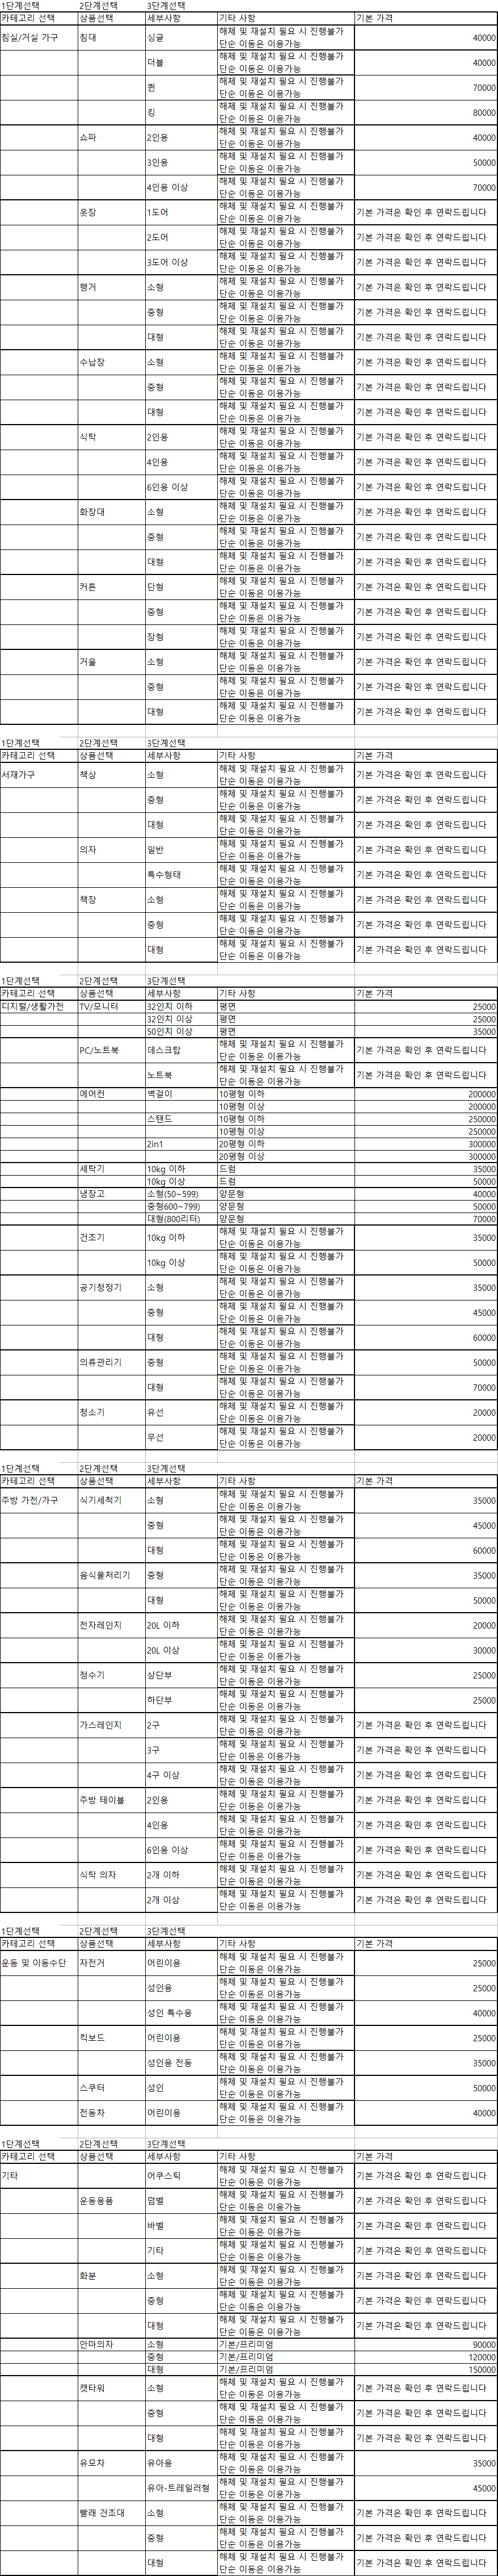 1단계선택 2단계선택 3단계선택
카테고리 선택 상품선택 세부사항 기타 사항 기본 가격
침실/거실 가구 침대 싱글 해체 및 재설치 필요 시 진행불가 40000
단순 이동은 이용가능
더블 해체 및 재설치 필요 시 진행불가 40000
단순 이동은 이용가능
퀸 해체 및 재설치 필요 시 진행불가 70000
단순 이동은 이용가능
킹 해체 및 재설치 필요 시 진행불가 80000
단순 이동은 이용가능
쇼파 2인용 해체 및 재설치 필요 시 진행불가 40000
단순 이동은 이용가능
3인용 해체 및 재설치 필요 시 진행불가 50000
단순 이동은 이용가능
4인용 이상 해체 및 재설치 필요 시 진행불가 70000
단순 이동은 이용가능
옷장 1도어 해체 및 재설치 필요 시 진행불가 기본 가격은 확인 후 연락드립니다
단순 이동은 이용가능
2도어 해체 및 재설치 필요 시 진행불가 기본 가격은 확인 후 연락드립니다
단순 이동은 이용가능
3도어 이상 해체 및 재설치 필요 시 진행불가 기본 가격은 확인 후 연락드립니다
단순 이동은 이용가능
행거 소형 해체 및 재설치 필요 시 진행불가 기본 가격은 확인 후 연락드립니다
단순 이동은 이용가능
중형 해체 및 재설치 필요 시 진행불가 기본 가격은 확인 후 연락드립니다
단순 이동은 이용가능
대형 해체 및 재설치 필요 시 진행불가 기본 가격은 확인 후 연락드립니다
단순 이동은 이용가능
수납장 소형 해체 및 재설치 필요 시 진행불가 기본 가격은 확인 후 연락드립니다
단순 이동은 이용가능
중형 해체 및 재설치 필요 시 진행불가 기본 가격은 확인 후 연락드립니다
단순 이동은 이용가능
대형 해체 및 재설치 필요 시 진행불가 기본 가격은 확인 후 연락드립니다
단순 이동은 이용가능
식탁 2인용 해체 및 재설치 필요 시 진행불가 기본 가격은 확인 후 연락드립니다
단순 이동은 이용가능
4인용 해체 및 재설치 필요 시 진행불가 기본 가격은 확인 후 연락드립니다
단순 이동은 이용가능
6인용 이상 해체 및 재설치 필요 시 진행불가 기본 가격은 확인 후 연락드립니다
단순 이동은 이용가능
화장대 소형 해체 및 재설치 필요 시 진행불가 기본 가격은 확인 후 연락드립니다
단순 이동은 이용가능
중형 해체 및 재설치 필요 시 진행불가 기본 가격은 확인 후 연락드립니다
단순 이동은 이용가능
대형 해체 및 재설치 필요 시 진행불가 기본 가격은 확인 후 연락드립니다
단순 이동은 이용가능
커튼 단형 해체 및 재설치 필요 시 진행불가 기본 가격은 확인 후 연락드립니다
단순 이동은 이용가능
중형 해체 및 재설치 필요 시 진행불가 기본 가격은 확인 후 연락드립니다
단순 이동은 이용가능
장형 해체 및 재설치 필요 시 진행불가 기본 가격은 확인 후 연락드립니다
단순 이동은 이용가능
거울 소형 해체 및 재설치 필요 시 진행불가 기본 가격은 확인 후 연락드립니다
단순 이동은 이용가능
중형 해체 및 재설치 필요 시 진행불가 기본 가격은 확인 후 연락드립니다
단순 이동은 이용가능
대형 해체 및 재설치 필요 시 진행불가 기본 가격은 확인 후 연락드립니다
단순 이동은 이용가능
1단계선택 2단계선택 3단계선택
카테고리 선택 상품선택 세부사항 기타 사항 기본 가격
서재가구 책상 소형 해체 및 재설치 필요 시 진행불가 기본 가격은 확인 후 연락드립니다
단순 이동은 이용가능
중형 해체 및 재설치 필요 시 진행불가 기본 가격은 확인 후 연락드립니다
단순 이동은 이용가능
대형 해체 및 재설치 필요 시 진행불가 기본 가격은 확인 후 연락드립니다
단순 이동은 이용가능
의자 일반 해체 및 재설치 필요 시 진행불가 기본 가격은 확인 후 연락드립니다
단순 이동은 이용가능
특수형태 해체 및 재설치 필요 시 진행불가 기본 가격은 확인 후 연락드립니다
단순 이동은 이용가능
책장 소형 해체 및 재설치 필요 시 진행불가 기본 가격은 확인 후 연락드립니다
단순 이동은 이용가능
중형 해체 및 재설치 필요 시 진행불가 기본 가격은 확인 후 연락드립니다
단순 이동은 이용가능
대형 해체 및 재설치 필요 시 진행불가 기본 가격은 확인 후 연락드립니다
단순 이동은 이용가능
1단계선택 2단계선택 3단계선택
카테고리 선택 상품선택 세부사항 기타 사항 기본 가격
디지털/생활가전 TV/모니터 32인치 이하 평면 25000
32인치 이상 평면 25000
50인치 이상 평면 35000
PC/노트북 데스크탑 해체 및 재설치 필요 시 진행불가 기본 가격은 확인 후 연락드립니다
단순 이동은 이용가능
노트북 해체 및 재설치 필요 시 진행불가 기본 가격은 확인 후 연락드립니다
단순 이동은 이용가능
에어컨 벽걸이 10평형 이하 200000
10평형 이상 200000
스탠드 10평형 이하 250000
10평형 이상 250000
2in1 20평형 이하 300000
20평형 이상 300000
세탁기 10kg 이하 드럼 35000
10kg 이상 드럼 50000
냉장고 소형(50~599) 양문형 40000
중형600~799) 양문형 50000
대형(800리터) 양문형 70000
건조기 10kg 이하 해체 및 재설치 필요 시 진행불가 35000
단순 이동은 이용가능
10kg 이상 해체 및 재설치 필요 시 진행불가 50000
단순 이동은 이용가능
공기청정기 소형 해체 및 재설치 필요 시 진행불가 35000
단순 이동은 이용가능
중형 해체 및 재설치 필요 시 진행불가 45000
단순 이동은 이용가능
대형 해체 및 재설치 필요 시 진행불가 60000
단순 이동은 이용가능
의류관리기 중형 해체 및 재설치 필요 시 진행불가 50000
단순 이동은 이용가능
대형 해체 및 재설치 필요 시 진행불가 70000
단순 이동은 이용가능
청소기 유선 해체 및 재설치 필요 시 진행불가 20000
단순 이동은 이용가능
무선 해체 및 재설치 필요 시 진행불가 20000
단순 이동은 이용가능
1단계선택 2단계선택 3단계선택
카테고리 선택 상품선택 세부사항 기타 사항 기본 가격
주방 가전/가구 식기세척기 소형 해체 및 재설치 필요 시 진행불가 35000
단순 이동은 이용가능
중형 해체 및 재설치 필요 시 진행불가 45000
단순 이동은 이용가능
대형 해체 및 재설치 필요 시 진행불가 60000
단순 이동은 이용가능
음식물처리기 중형 해체 및 재설치 필요 시 진행불가 35000
단순 이동은 이용가능
대형 해체 및 재설치 필요 시 진행불가 50000
단순 이동은 이용가능
전자레인지 20L 이하 해체 및 재설치 필요 시 진행불가 20000
단순 이동은 이용가능
20L 이상 해체 및 재설치 필요 시 진행불가 30000
단순 이동은 이용가능
정수기 상단부 해체 및 재설치 필요 시 진행불가 25000
단순 이동은 이용가능
하단부 해체 및 재설치 필요 시 진행불가 25000
단순 이동은 이용가능
가스레인지 2구 해체 및 재설치 필요 시 진행불가 기본 가격은 확인 후 연락드립니다
단순 이동은 이용가능
3구 해체 및 재설치 필요 시 진행불가 기본 가격은 확인 후 연락드립니다
단순 이동은 이용가능
4구 이상 해체 및 재설치 필요 시 진행불가 기본 가격은 확인 후 연락드립니다
단순 이동은 이용가능
주방 테이블 2인용 해체 및 재설치 필요 시 진행불가 기본 가격은 확인 후 연락드립니다
단순 이동은 이용가능
4인용 해체 및 재설치 필요 시 진행불가 기본 가격은 확인 후 연락드립니다
단순 이동은 이용가능
6인용 이상 해체 및 재설치 필요 시 진행불가 기본 가격은 확인 후 연락드립니다
단순 이동은 이용가능
식탁 의자 2개 이하 해체 및 재설치 필요 시 진행불가 기본 가격은 확인 후 연락드립니다
단순 이동은 이용가능
2개 이상 해체 및 재설치 필요 시 진행불가 기본 가격은 확인 후 연락드립니다
단순 이동은 이용가능
1단계선택 2단계선택 3단계선택
카테고리 선택 상품선택 세부사항 기타 사항 기본 가격
운동 및 이동수단 자전거 어린이용 해체 및 재설치 필요 시 진행불가 25000
단순 이동은 이용가능
성인용 해체 및 재설치 필요 시 진행불가 25000
단순 이동은 이용가능
성인 특수용 해체 및 재설치 필요 시 진행불가 40000
단순 이동은 이용가능
킥보드 어린이용 해체 및 재설치 필요 시 진행불가 25000
단순 이동은 이용가능
성인용 전동 해체 및 재설치 필요 시 진행불가 35000
단순 이동은 이용가능
스쿠터 성인 해체 및 재설치 필요 시 진행불가 50000
단순 이동은 이용가능
전동차 어린이용 해체 및 재설치 필요 시 진행불가 40000
단순 이동은 이용가능
1단계선택 2단계선택 3단계선택
카테고리 선택 상품선택 세부사항 기타 사항 기본 가격
기타 어쿠스틱 해체 및 재설치 필요 시 진행불가 기본 가격은 확인 후 연락드립니다
단순 이동은 이용가능
운동용품 덤벨 해체 및 재설치 필요 시 진행불가 기본 가격은 확인 후 연락드립니다
단순 이동은 이용가능
바벨 해체 및 재설치 필요 시 진행불가 기본 가격은 확인 후 연락드립니다
단순 이동은 이용가능
기타 해체 및 재설치 필요 시 진행불가 기본 가격은 확인 후 연락드립니다
단순 이동은 이용가능
화분 소형 해체 및 재설치 필요 시 진행불가 기본 가격은 확인 후 연락드립니다
단순 이동은 이용가능
중형 해체 및 재설치 필요 시 진행불가 기본 가격은 확인 후 연락드립니다
단순 이동은 이용가능
대형 해체 및 재설치 필요 시 진행불가 기본 가격은 확인 후 연락드립니다
단순 이동은 이용가능
안마의자 소형 기본/프리미엄 90000
중형 기본/프리미엄 120000
대형 기본/프리미엄 150000
캣타워 소형 해체 및 재설치 필요 시 진행불가 기본 가격은 확인 후 연락드립니다
단순 이동은 이용가능
중형 해체 및 재설치 필요 시 진행불가 기본 가격은 확인 후 연락드립니다
단순 이동은 이용가능
대형 해체 및 재설치 필요 시 진행불가 기본 가격은 확인 후 연락드립니다
단순 이동은 이용가능
유모차 유아용 해체 및 재설치 필요 시 진행불가 35000
단순 이동은 이용가능
유아-트레일러형 해체 및 재설치 필요 시 진행불가 45000
단순 이동은 이용가능
빨래 건조대 소형 해체 및 재설치 필요 시 진행불가 기본 가격은 확인 후 연락드립니다
단순 이동은 이용가능
중형 해체 및 재설치 필요 시 진행불가 기본 가격은 확인 후 연락드립니다
단순 이동은 이용가능
대형 해체 및 재설치 필요 시 진행불가 기본 가격은 확인 후 연락드립니다
단순 이동은 이용가능